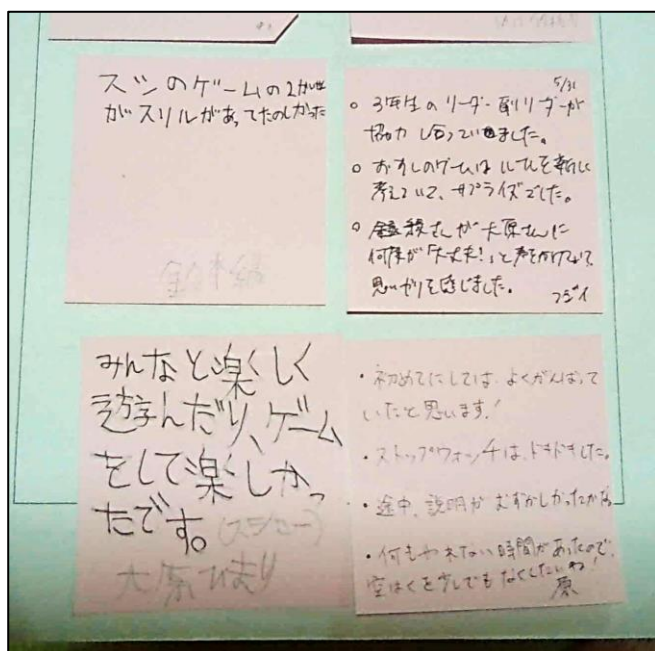 スシのゲームの2かい世
がスリルがあってたのしかった
鈴木
5/31
○ 3年生のリーダー・副リーダーが
協力し合っていました。
○ おすしのゲームはルールを新しく
考えていて、サプライズでした。
○ さんが大原さんに
何度か「大丈夫!」と声をかけていて
思いやりを感じました。
フジイ
みんなと楽しく
遊んだり、ゲーム
をして楽しかっ
たです。
大原ひまり
・初めてにしては、よくがんばって
いたと思います!
・ストップウォッチは、ドキドキした。
・途中、説明がむずかしかったかな
・何もやれない時間があったので、
空はくを少しでもなくしたいね!
原